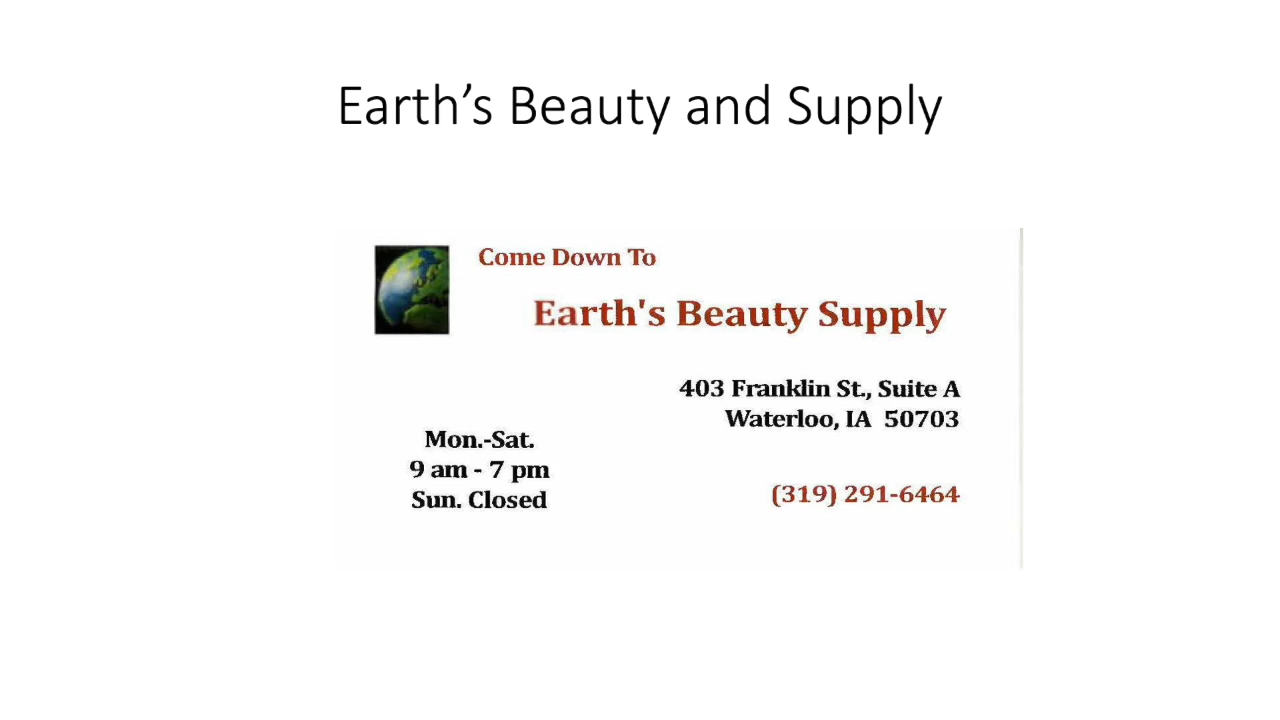 Earth’s Beauty and Supply
Come Down To
Earth's Beauty Supply
403 Franklin St., Suite A
Waterloo, IA 50703
Mon.-Sat.
9 am - 7 pm
Sun. Closed
(319) 291-6464